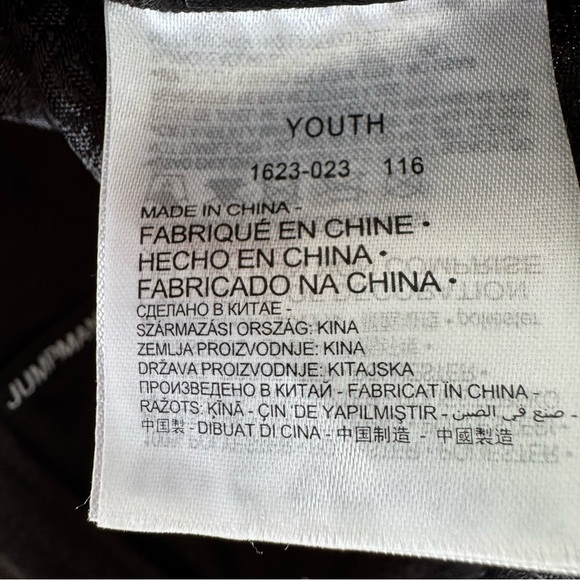 YOUTH
1623-023 116
MADE IN CHINA -
FABRIQUÉ EN CHINE •
HECHO EN CHINA •
FABRICADO NA CHINA •
СДЕЛАНО В КИТАЕ -
SZÁRMAZÁSI ORSZÁG: KINA
ZEMLJA PROIZVODNJE: KINA
DRŽAVA PROIZVODNJE: KITAJSKA
ПРОИЗВЕДЕНО В КИТАЙ - FABRICAT ÎN CHINA -
RAŽOTS: ĶĪNĀ - ÇİN 'DE YAPILMIŞTIR - صنع في الصين -
中国製 - DIBUAT DI CINA - 中国制造 - 中國製造
JUMPMAN